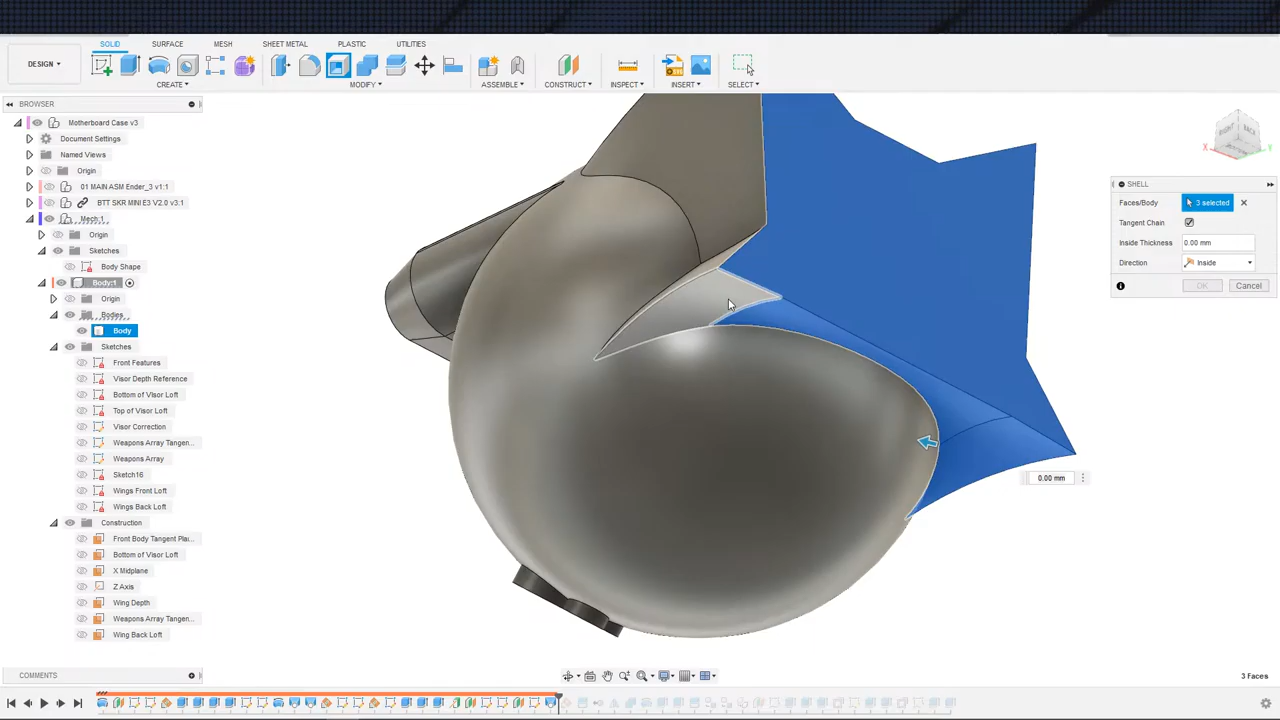 SOLID SURFACE MESH SHEET METAL PLASTIC UTILITIES
DESIGN
CREATE MODIFY ASSEMBLE CONSTRUCT INSPECT INSERT SELECT
BROWSER
Motherboard Case v3
Document Settings
Named Views
Origin
01 MAIN ASM Ender_3 v1:1
BTT SKR MINI E3 V2.0 v3:1
Mech:1
Origin
Sketches
Body Shape
Body:1
Origin
Bodies
Body
Sketches
Front Features
Visor Depth Reference
Bottom of Visor Loft
Top of Visor Loft
Visor Correction
Weapons Array Tangen...
Weapons Array
Sketch16
Wings Front Loft
Wings Back Loft
Construction
Front Body Tangent Pla...
Bottom of Visor Loft
X Midplane
Z Axis
Wing Depth
Weapons Array Tangen...
Wing Back Loft
COMMENTS
RIGHT BACK
X Y
SHELL
Faces/Body 3 selected
Tangent Chain
Inside Thickness 0.00 mm
Direction Inside
OK Cancel
0.00 mm
3 Faces